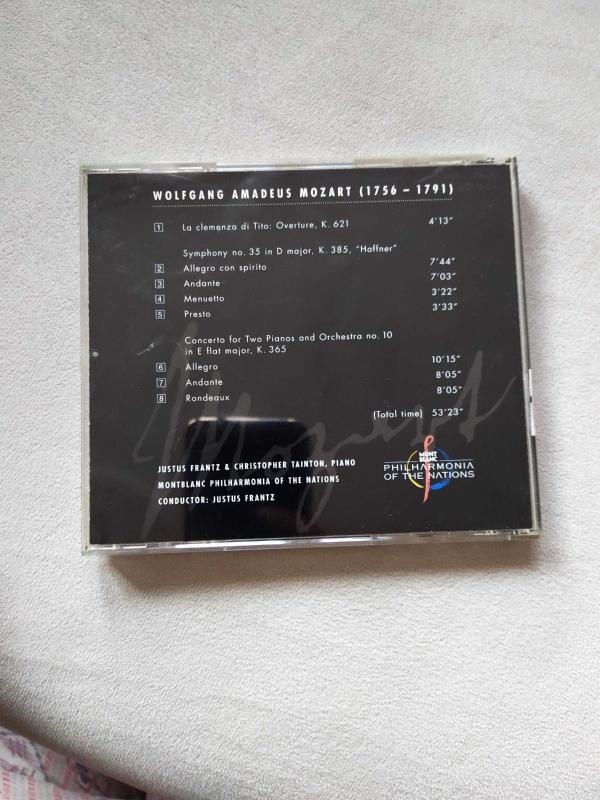 WOLFGANG AMADEUS MOZART (1756 – 1791)
1 La clemenza di Tito: Overture, K. 621 4'13"
Symphony no. 35 in D major, K. 385, "Haffner"
2 Allegro con spirito 7'44"
3 Andante 7'03"
4 Menuetto 3'22"
5 Presto 3'33"
Concerto for Two Pianos and Orchestra no. 10
in E flat major, K. 365
6 Allegro 10'15"
7 Andante 8'05"
8 Rondeaux 8'05"
(Total time) 53'23"
Mozart
JUSTUS FRANTZ & CHRISTOPHER TAINTON, PIANO
MONTBLANC PHILHARMONIA OF THE NATIONS
CONDUCTOR: JUSTUS FRANTZ
MONT
BLANC
PHILHARMONIA
OF THE NATIONS